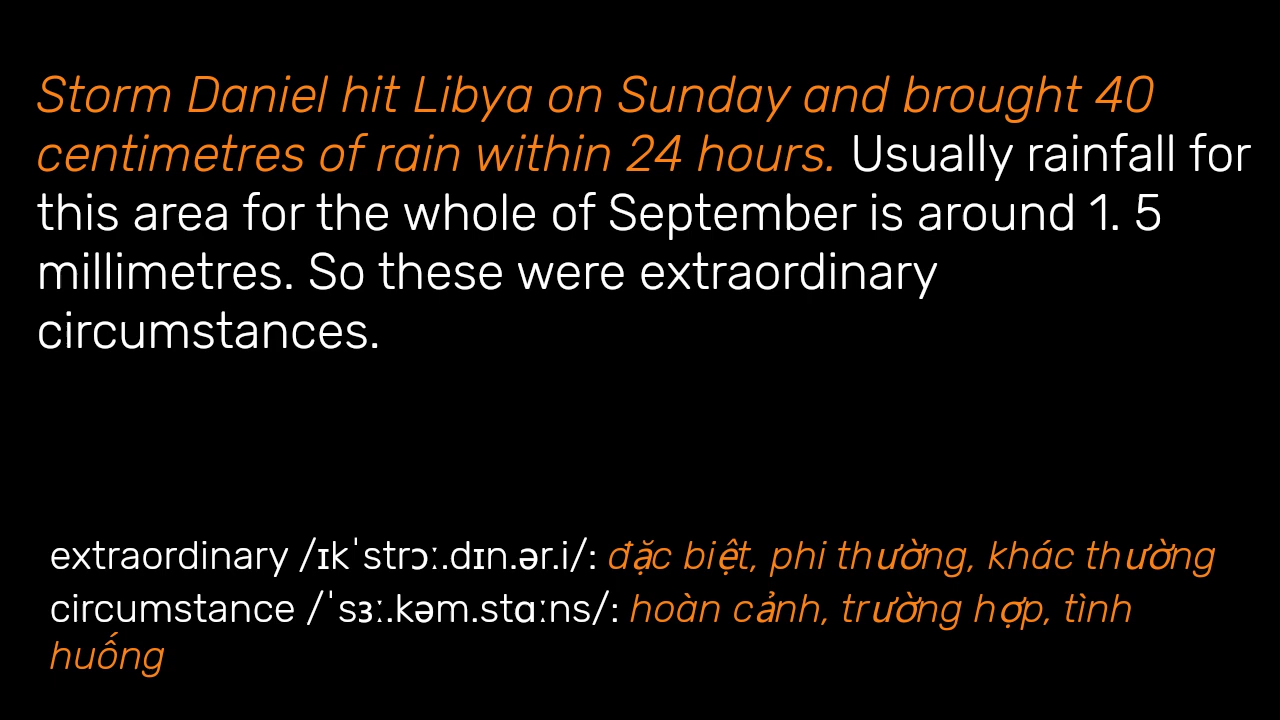 Storm Daniel hit Libya on Sunday and brought 40
centimetres of rain within 24 hours. Usually rainfall for
this area for the whole of September is around 1. 5
millimetres. So these were extraordinary
circumstances.
extraordinary /ɪkˈstrɔː.dɪn.ər.i/: đặc biệt, phi thường, khác thường
circumstance /ˈsɜː.kəm.stɑːns/: hoàn cảnh, trường hợp, tình
huống